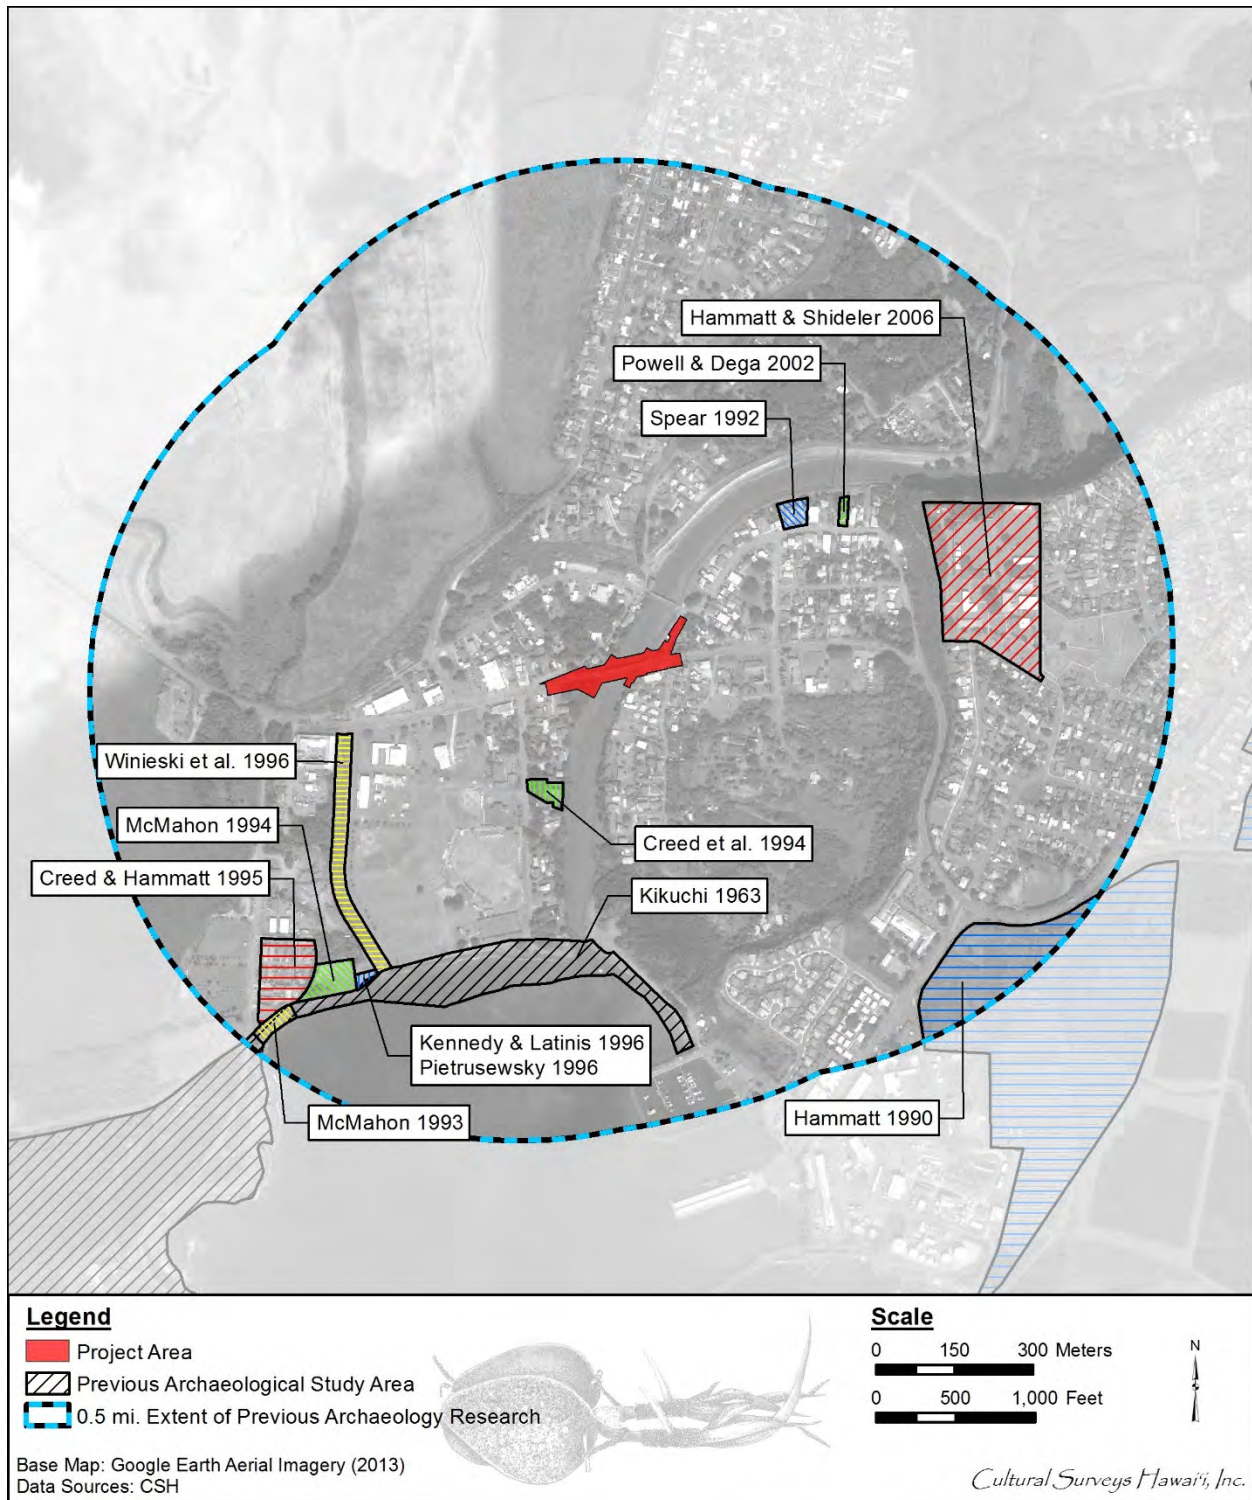 Hammatt & Shideler 2006
Powell & Dega 2002
Spear 1992
Winieski et al. 1996
McMahon 1994
Creed & Hammatt 1995
Creed et al. 1994
Kikuchi 1963
Kennedy & Latinis 1996
Pietrusewsky 1996
McMahon 1993
Hammatt 1990
Legend
Project Area
Previous Archaeological Study Area
0.5 mi. Extent of Previous Archaeology Research
Base Map: Google Earth Aerial Imagery (2013)
Data Sources: CSH
Scale
0 150 300 Meters
0 500 1,000 Feet
N
Cultural Surveys Hawaiʻi, Inc.